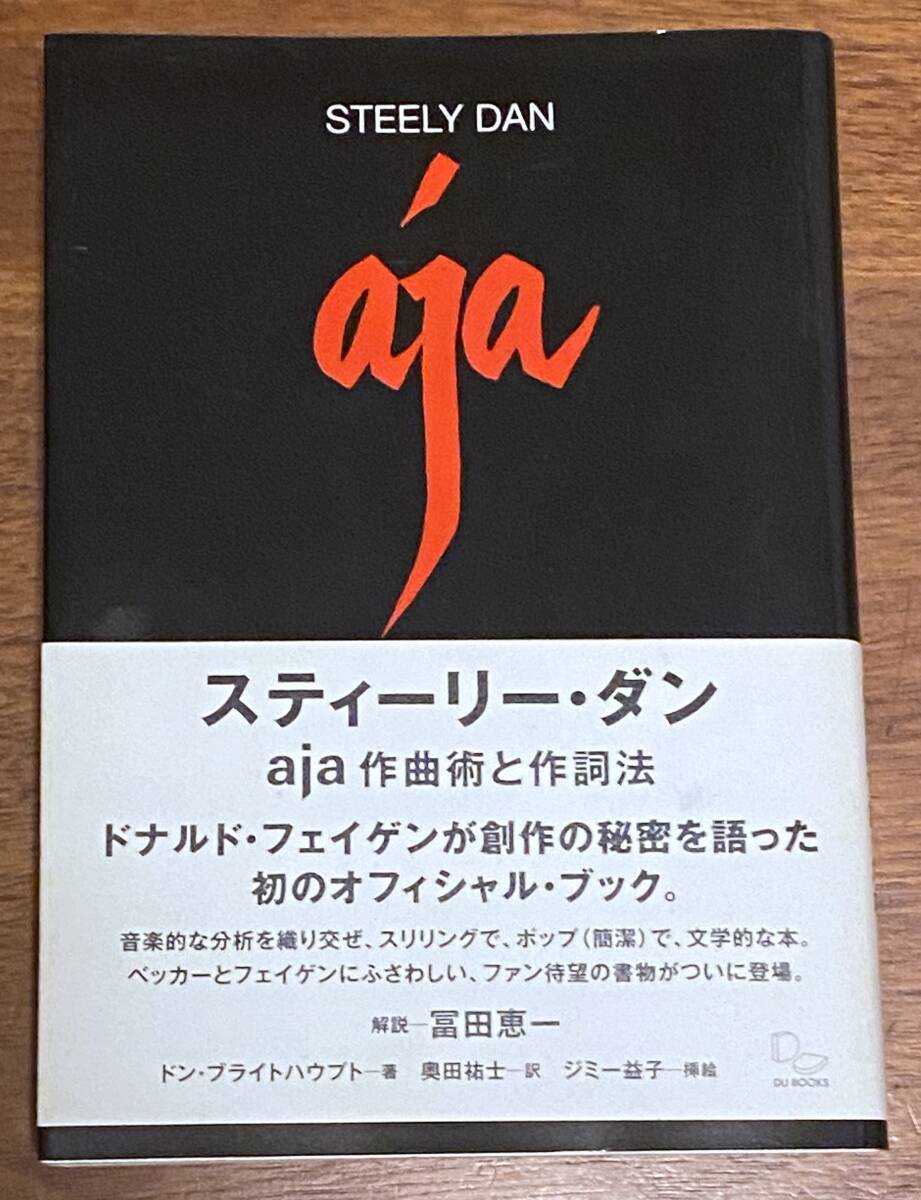 STEELY DAN
aja
スティーリー・ダン
aja 作曲術と作詞法
ドナルド・フェイゲンが創作の秘密を語った
初のオフィシャル・ブック。
音楽的な分析を織り交ぜ、スリリングで、ポップ（簡潔）で、文学的な本。
ベッカーとフェイゲンにふさわしい、ファン待望の書物がついに登場。
解説─冨田恵一
ドン・ブライトハウプト─著　奥田祐士─訳　ジミー益子─挿絵
DU BOOKS